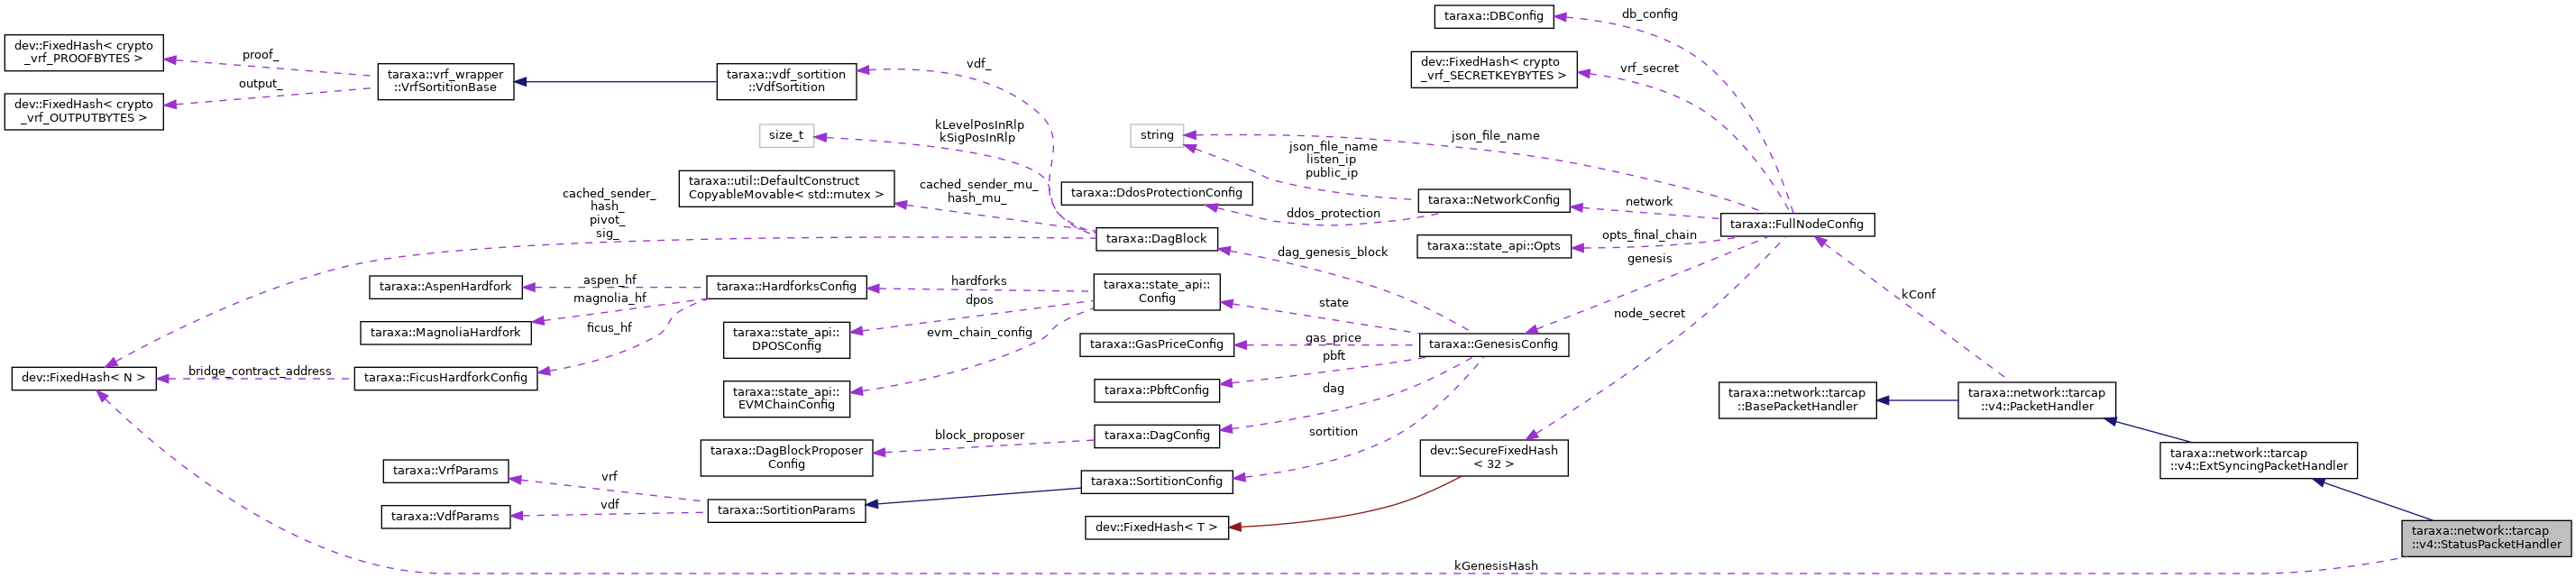 taraxa::DBConfig
db_config
dev::FixedHash< crypto
_vrf_PROOFBYTES >
proof_
dev::FixedHash< crypto
_vrf_OUTPUTBYTES >
output_
taraxa::vrf_wrapper
::VrfSortitionBase
taraxa::vdf_sortition
::VdfSortition
vdf_
dev::FixedHash< crypto
_vrf_SECRETKEYBYTES >
vrf_secret
size_t
kLevelPosInRlp
kSigPosInRlp
string
json_file_name
json_file_name
listen_ip
public_ip
taraxa::util::DefaultConstruct
CopyableMovable< std::mutex >
cached_sender_mu_
hash_mu_
taraxa::DdosProtectionConfig
ddos_protection
taraxa::NetworkConfig
network
taraxa::FullNodeConfig
cached_sender_
hash_
pivot_
sig_
taraxa::DagBlock
dag_genesis_block
taraxa::state_api::Opts
opts_final_chain
genesis
taraxa::AspenHardfork
aspen_hf
magnolia_hf
ficus_hf
taraxa::HardforksConfig
hardforks
dpos
evm_chain_config
taraxa::state_api::
Config
state
kConf
taraxa::MagnoliaHardfork
taraxa::state_api::
DPOSConfig
taraxa::GasPriceConfig
gas_price
pbft
dag
sortition
taraxa::GenesisConfig
node_secret
dev::FixedHash< N >
bridge_contract_address
taraxa::FicusHardforkConfig
taraxa::state_api::
EVMChainConfig
taraxa::PbftConfig
taraxa::network::tarcap
::BasePacketHandler
taraxa::network::tarcap
::v4::PacketHandler
taraxa::DagBlockProposer
Config
block_proposer
taraxa::DagConfig
dev::SecureFixedHash
< 32 >
taraxa::network::tarcap
::v4::ExtSyncingPacketHandler
taraxa::VrfParams
vrf
taraxa::VdfParams
vdf
taraxa::SortitionParams
taraxa::SortitionConfig
dev::FixedHash< T >
taraxa::network::tarcap
::v4::StatusPacketHandler
kGenesisHash